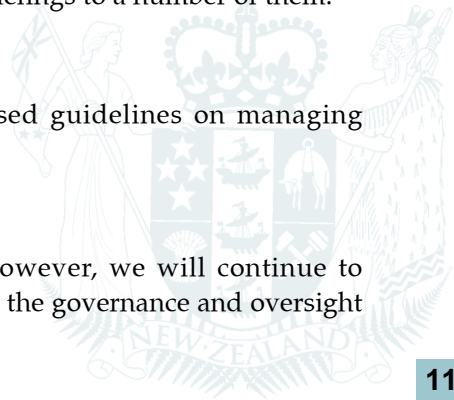 to a number of them.
sed guidelines on managing
owever, we will continue to
the governance and oversight
NEW ZEALAND
11